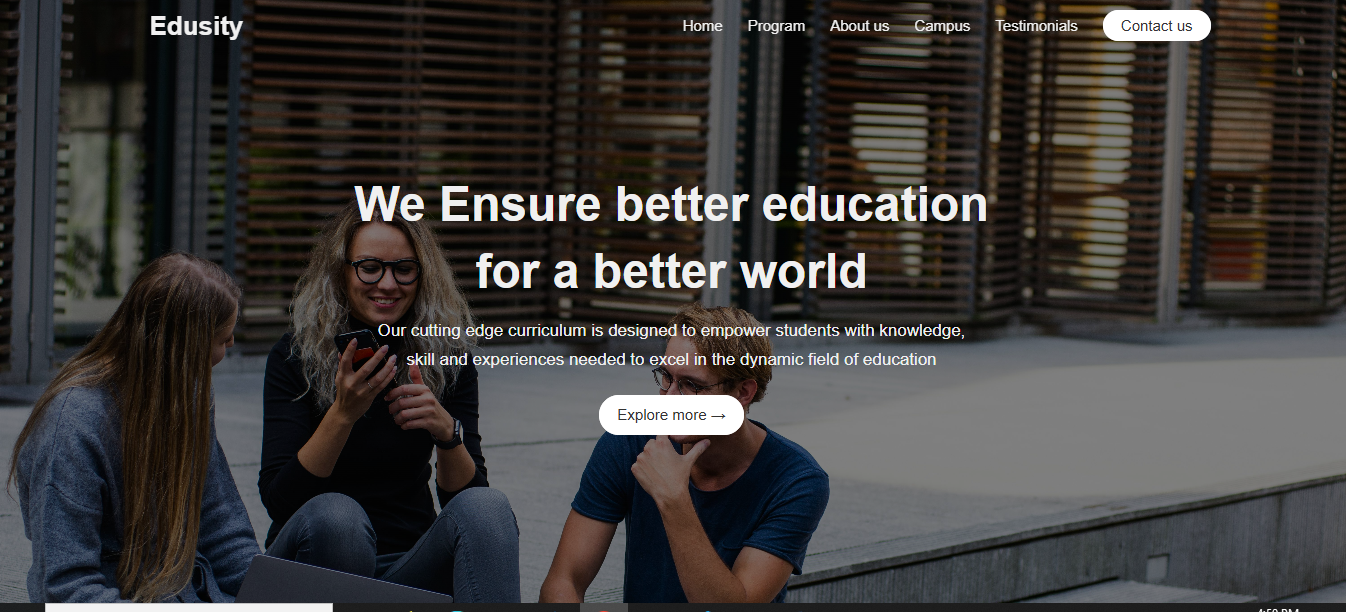 Edusity
Home Program About us Campus Testimonials Contact us
We Ensure better education
for a better world
Our cutting edge curriculum is designed to empower students with knowledge,
skill and experiences needed to excel in the dynamic field of education
Explore more →